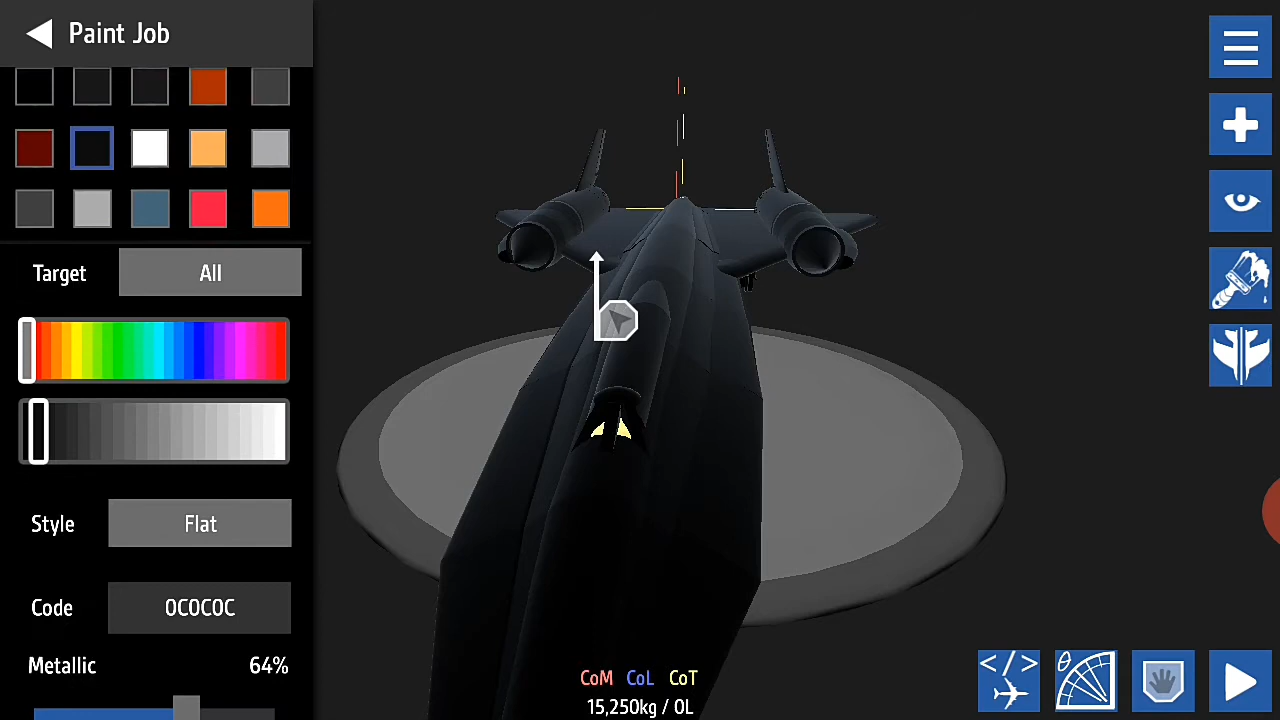 Paint Job
Target
All
Style
Flat
Code
0C0C0C
Metallic
64%
CoM CoL CoT
15,250kg / 0L